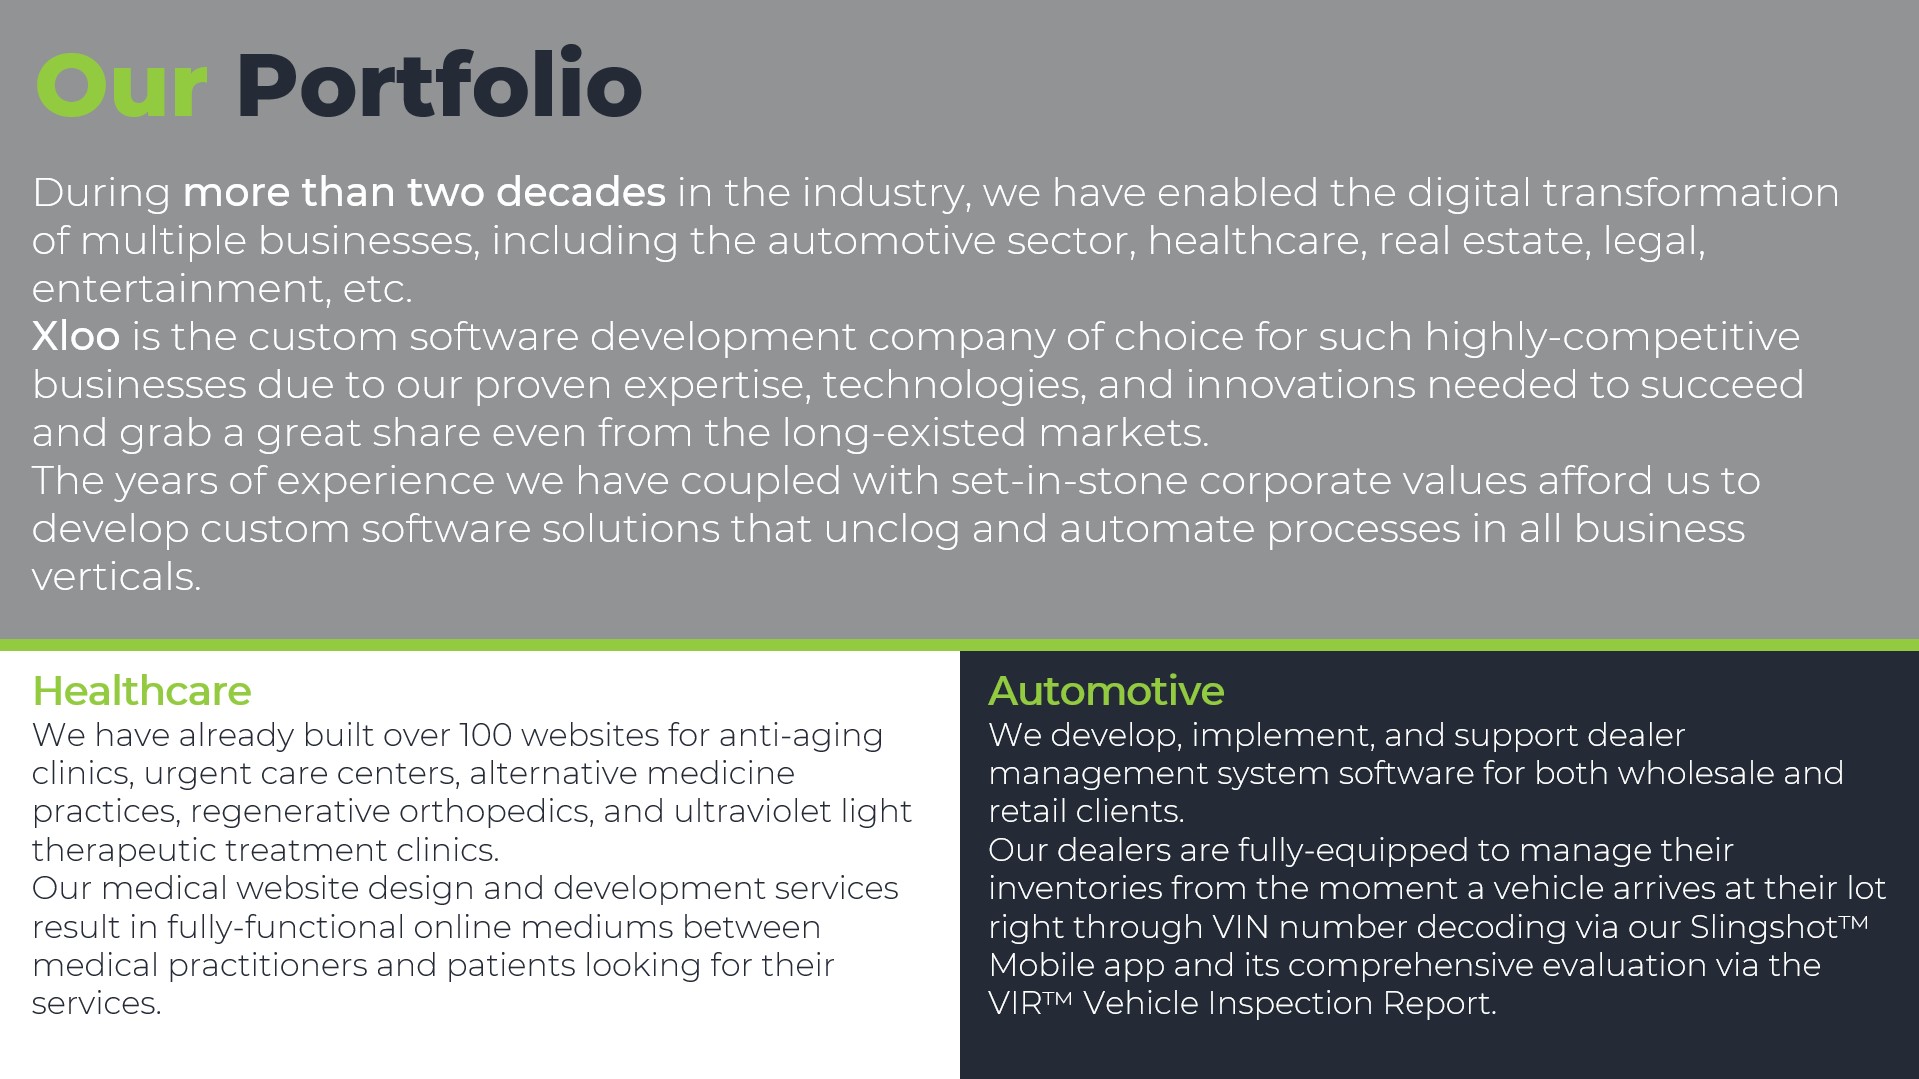 Our Portfolio
During more than two decades in the industry, we have enabled the digital transformation
of multiple businesses, including the automotive sector, healthcare, real estate, legal,
entertainment, etc.
Xloo is the custom software development company of choice for such highly-competitive
businesses due to our proven expertise, technologies, and innovations needed to succeed
and grab a great share even from the long-existed markets.
The years of experience we have coupled with set-in-stone corporate values afford us to
develop custom software solutions that unclog and automate processes in all business
verticals.
Healthcare
We have already built over 100 websites for anti-aging
clinics, urgent care centers, alternative medicine
practices, regenerative orthopedics, and ultraviolet light
therapeutic treatment clinics.
Our medical website design and development services
result in fully-functional online mediums between
medical practitioners and patients looking for their
services.
Automotive
We develop, implement, and support dealer
management system software for both wholesale and
retail clients.
Our dealers are fully-equipped to manage their
inventories from the moment a vehicle arrives at their lot
right through VIN number decoding via our Slingshot™
Mobile app and its comprehensive evaluation via the
VIR™ Vehicle Inspection Report.